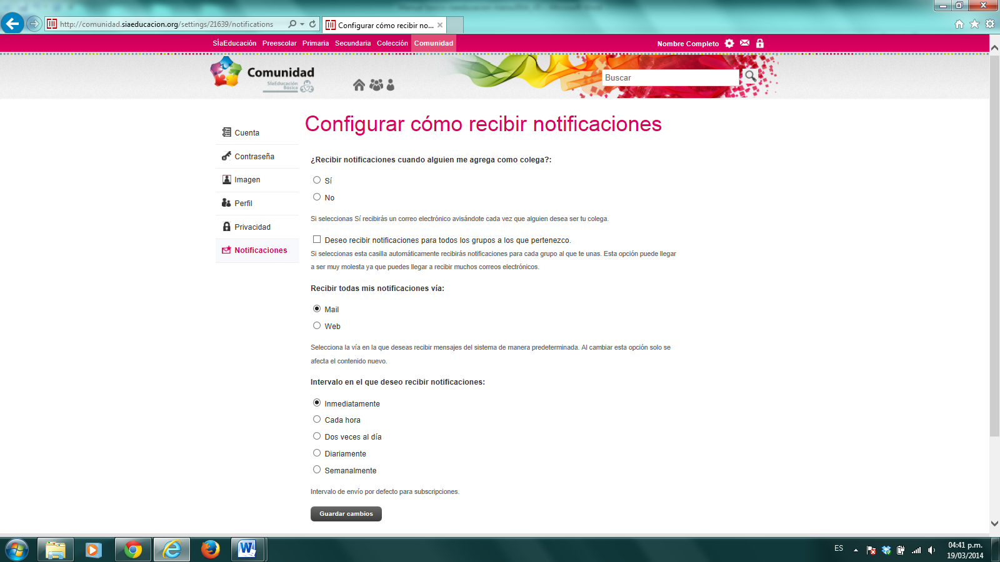 http://comunidad.siaeducacion.org/settings/21639/notifications
Configurar cómo recibir no...
SÍaEducación Preescolar Primaria Secundaria Colección Comunidad
Nombre Completo
Comunidad
SÍaEducación
Básica
Buscar
Configurar cómo recibir notificaciones
Cuenta
Contraseña
Imagen
Perfil
Privacidad
Notificaciones
¿Recibir notificaciones cuando alguien me agrega como colega?:
Sí
No
Si seleccionas Sí recibirás un correo electrónico avisándote cada vez que alguien desea ser tu colega.
Deseo recibir notificaciones para todos los grupos a los que pertenezco.
Si seleccionas esta casilla automáticamente recibirás notificaciones para cada grupo al que te unas. Esta opción puede llegar
a ser muy molesta ya que puedes llegar a recibir muchos correos electrónicos.
Recibir todas mis notificaciones vía:
Mail
Web
Selecciona la vía en la que deseas recibir mensajes del sistema de manera predeterminada. Al cambiar esta opción solo se
afecta el contenido nuevo.
Intervalo en el que deseo recibir notificaciones:
Inmediatamente
Cada hora
Dos veces al día
Diariamente
Semanalmente
Intervalo de envío por defecto para subscripciones.
Guardar cambios
ES
04:41 p.m.
19/03/2014